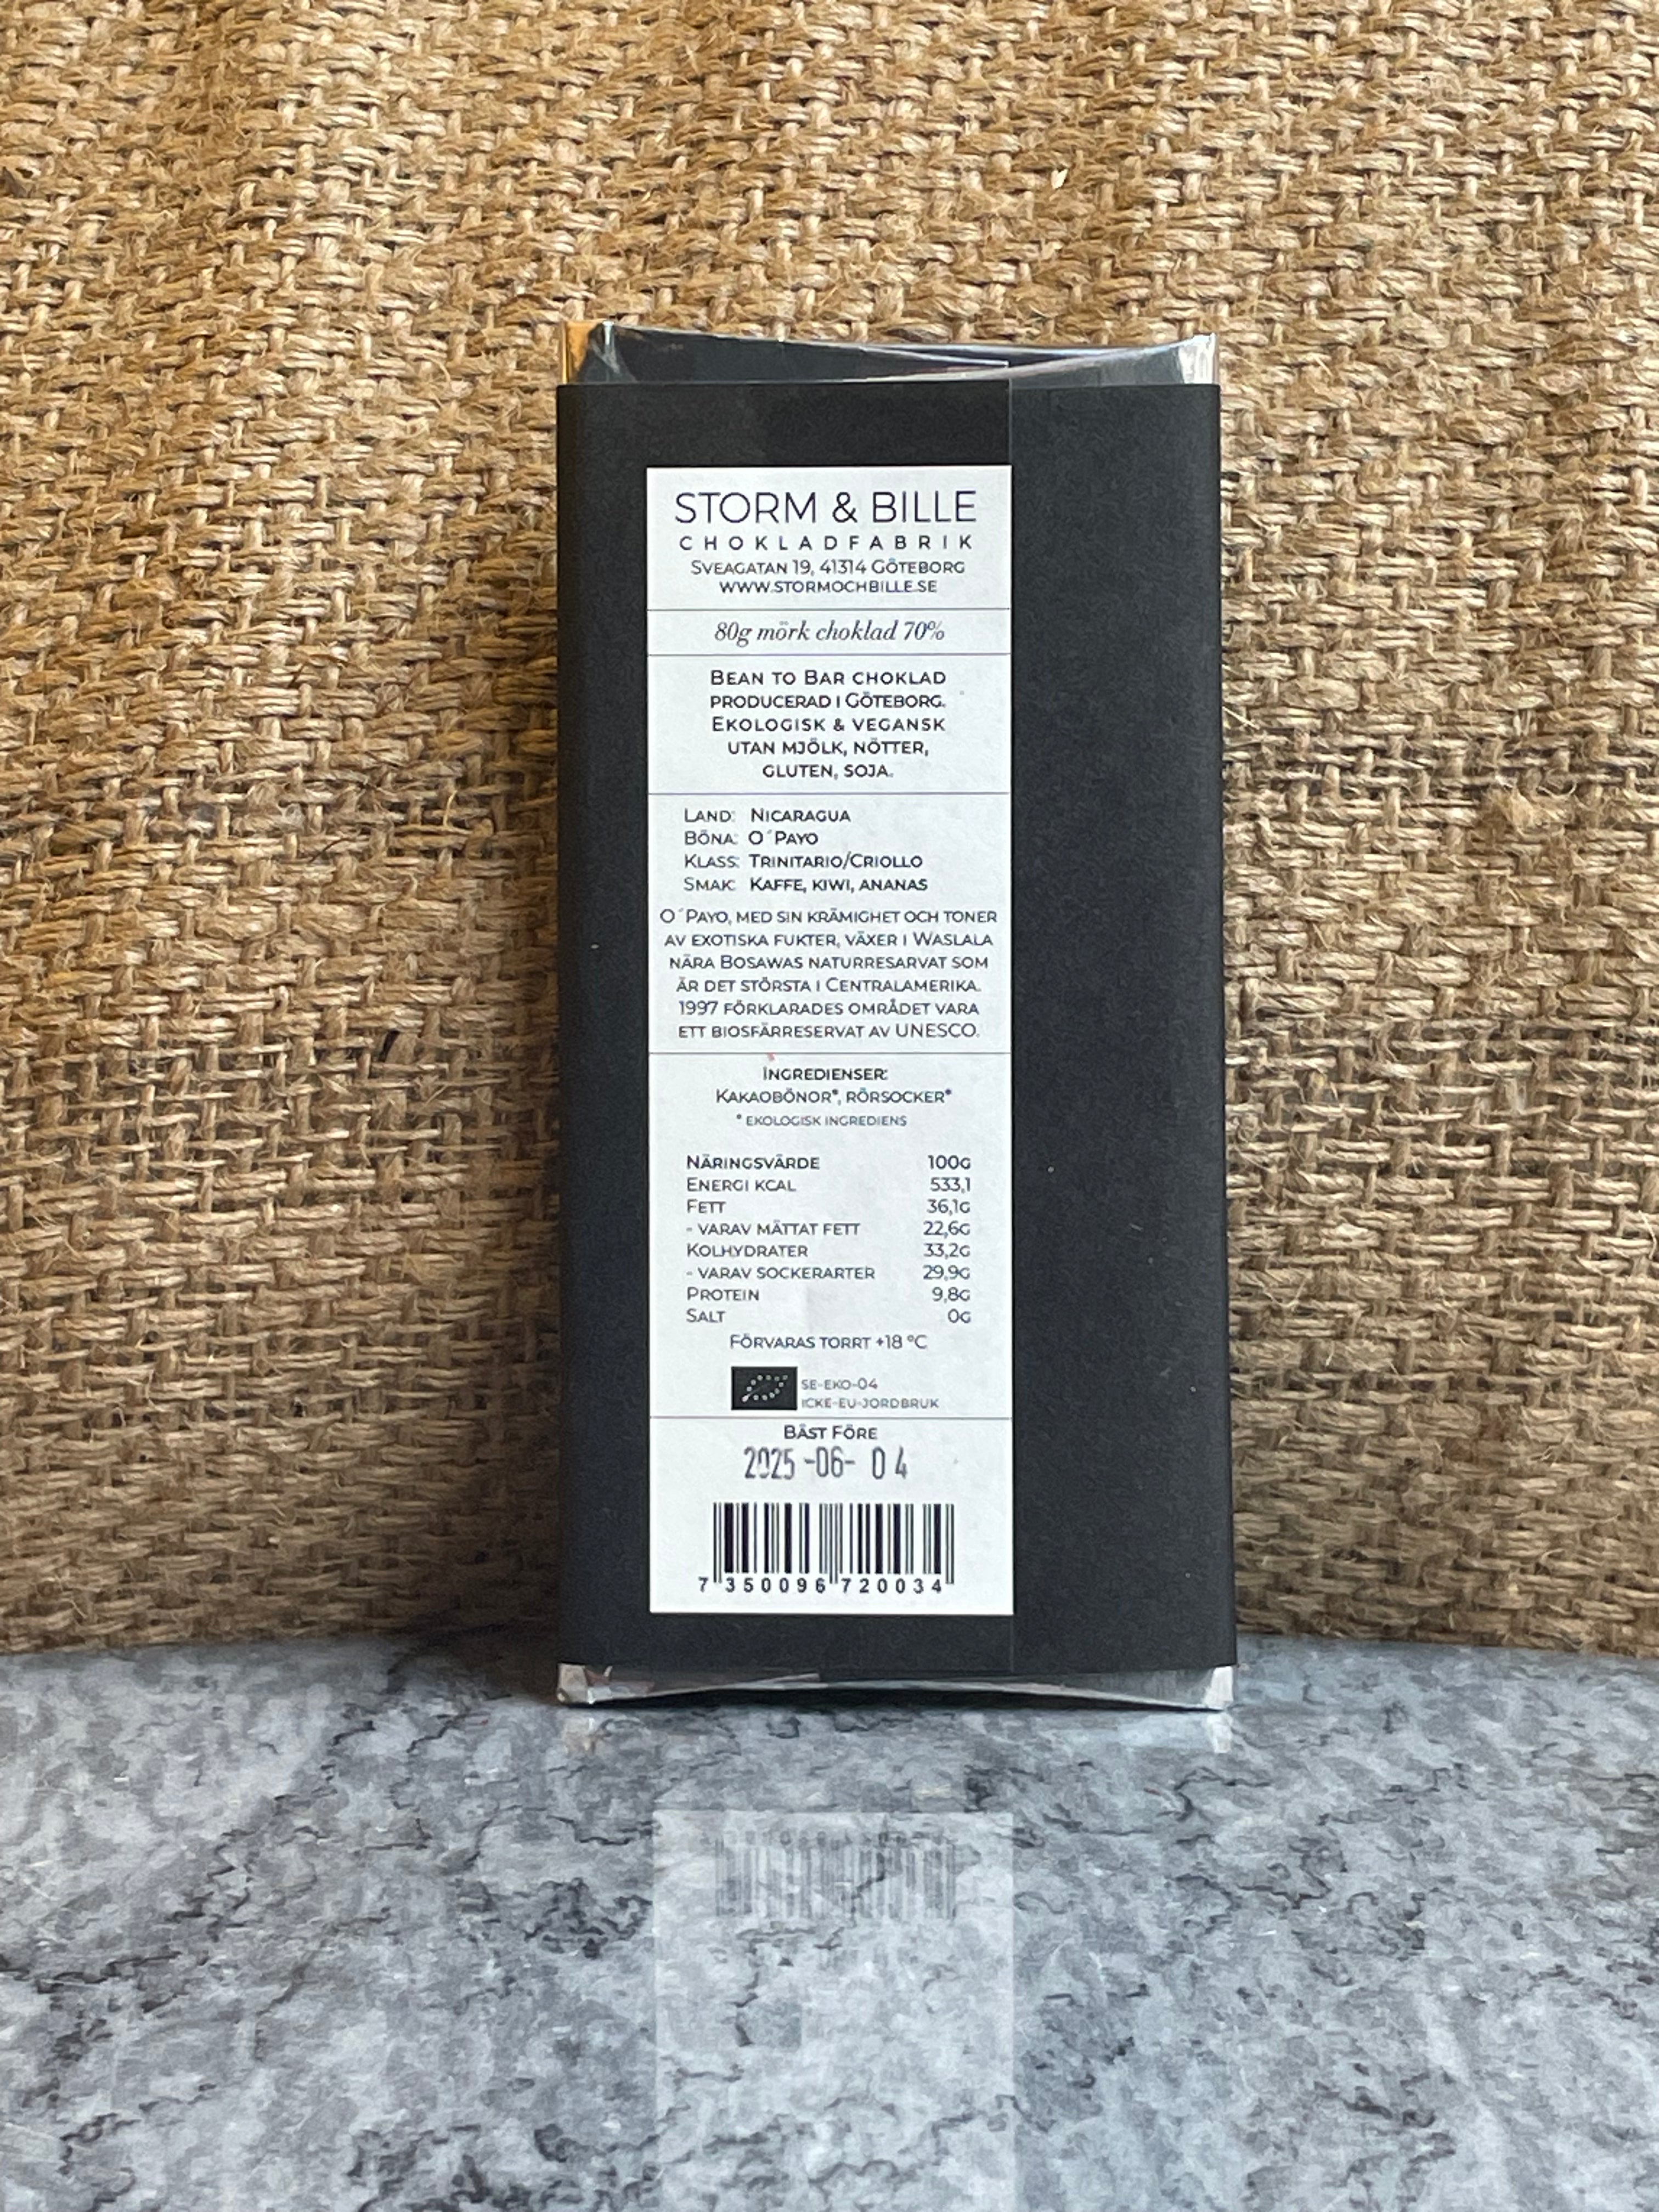 STORM & BILLE
CHOKLADFABRIK
SVEAGATAN 19, 41314 GÖTEBORG
WWW.STORMOCHBILLE.SE
80g mörk choklad 70%
BEAN TO BAR CHOKLAD
PRODUCERAD I GÖTEBORG.
EKOLOGISK & VEGANSK
UTAN MJÖLK, NÖTTER,
GLUTEN, SOJA.
LAND: NICARAGUA
BÖNA: O´PAYO
KLASS: TRINITARIO/CRIOLLO
SMAK: KAFFE, KIWI, ANANAS
O´PAYO, MED SIN KRÄMIGHET OCH TONER
AV EXOTISKA FUKTER, VÄXER I WASLALA
NÄRA BOSAWAS NATURRESARVAT SOM
ÄR DET STÖRSTA I CENTRALAMERIKA.
1997 FÖRKLARADES OMRÅDET VARA
ETT BIOSFÄRRESERVAT AV UNESCO.
INGREDIENSER:
KAKAOBÖNOR*, RÖRSOCKER*
* EKOLOGISK INGREDIENS
NÄRINGSVÄRDE 100G
ENERGI KCAL 533,1
FETT 36,1G
- VARAV MÄTTAT FETT 22,6G
KOLHYDRATER 33,2G
- VARAV SOCKERARTER 29,9G
PROTEIN 9,8G
SALT 0G
FÖRVARAS TORRT +18 °C
SE-EKO-04
ICKE-EU-JORDBRUK
BÄST FÖRE
2025-06-04
7 350096 720034